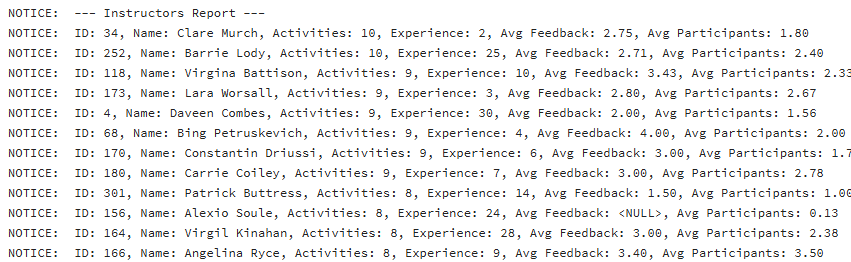 NOTICE:  --- Instructors Report ---
NOTICE:  ID: 34, Name: Clare Murch, Activities: 10, Experience: 2, Avg Feedback: 2.75, Avg Participants: 1.80
NOTICE:  ID: 252, Name: Barrie Lody, Activities: 10, Experience: 25, Avg Feedback: 2.71, Avg Participants: 2.40
NOTICE:  ID: 118, Name: Virgina Battison, Activities: 9, Experience: 10, Avg Feedback: 3.43, Avg Participants: 2.33
NOTICE:  ID: 173, Name: Lara Worsall, Activities: 9, Experience: 3, Avg Feedback: 2.80, Avg Participants: 2.67
NOTICE:  ID: 4, Name: Daveen Combes, Activities: 9, Experience: 30, Avg Feedback: 2.00, Avg Participants: 1.56
NOTICE:  ID: 68, Name: Bing Petruskevich, Activities: 9, Experience: 4, Avg Feedback: 4.00, Avg Participants: 2.00
NOTICE:  ID: 170, Name: Constantin Driussi, Activities: 9, Experience: 6, Avg Feedback: 3.00, Avg Participants: 1.7
NOTICE:  ID: 180, Name: Carrie Coiley, Activities: 9, Experience: 7, Avg Feedback: 3.00, Avg Participants: 2.78
NOTICE:  ID: 301, Name: Patrick Buttress, Activities: 8, Experience: 14, Avg Feedback: 1.50, Avg Participants: 1.00
NOTICE:  ID: 156, Name: Alexio Soule, Activities: 8, Experience: 24, Avg Feedback: <NULL>, Avg Participants: 0.13
NOTICE:  ID: 164, Name: Virgil Kinahan, Activities: 8, Experience: 28, Avg Feedback: 3.00, Avg Participants: 2.38
NOTICE:  ID: 166, Name: Angelina Ryce, Activities: 8, Experience: 9, Avg Feedback: 3.40, Avg Participants: 3.50